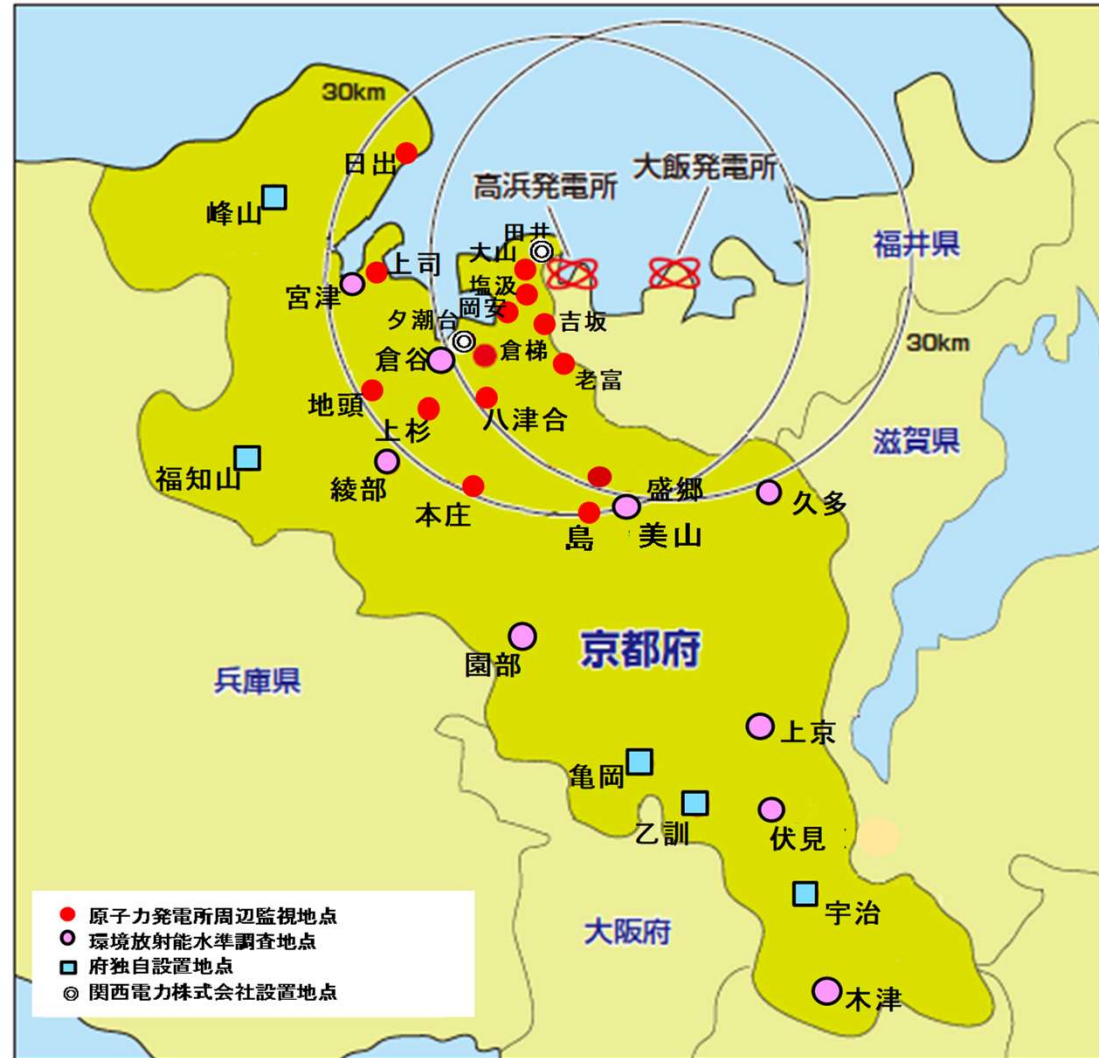 30km
日出
大飯発電所
高浜発電所
峰山
田井
大山
福井県
上司
塩汲
宮津
岡安
夕潮台
吉坂
30km
倉谷
倉梯
老富
地頭
八津合
上杉
滋賀県
福知山
綾部
盛郷
久多
本庄
島
美山
京都府
園部
兵庫県
上京
亀岡
乙訓
伏見
宇治
大阪府
木津
原子力発電所周辺監視地点
環境放射能水準調査地点
府独自設置地点
関西電力株式会社設置地点